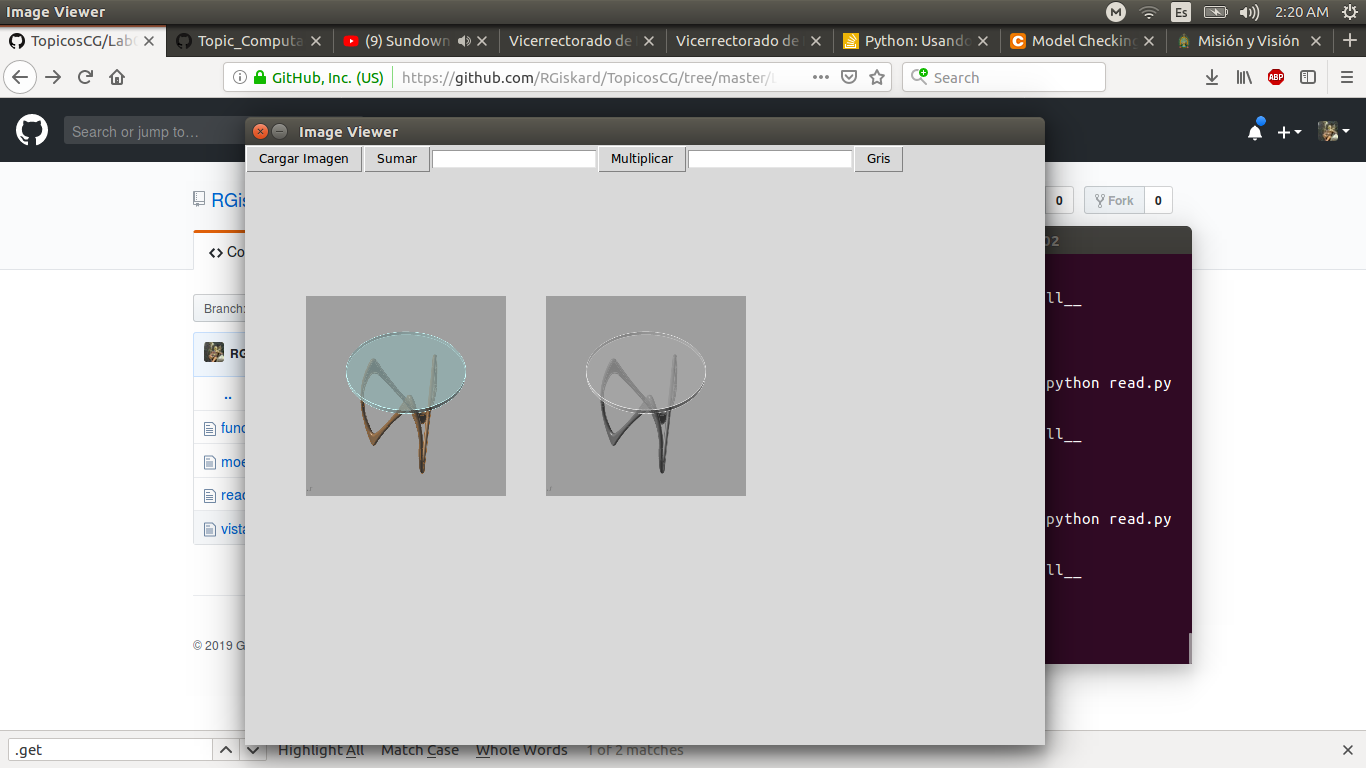 Image Viewer
M
Es
2:20 AM
TopicosCG/Lab
Topic_Computa
(9) Sundown
Vicerrectorado de
Vicerrectorado de
Python: Usando
Model Checking
Misión y Visión
GitHub, Inc. (US)
https://github.com/RGiskard/TopicosCG/tree/master/
Search
ABP
Search or jump to…
Image Viewer
Cargar Imagen
Sumar
Multiplicar
Gris
RGis
0
Fork
0
02
Co
ll__
Branch:
RG
python read.py
..
func
ll__
moe
read
python read.py
vista
ll__
© 2019 G
.get
Highlight All
Match Case
Whole Words
1 of 2 matches